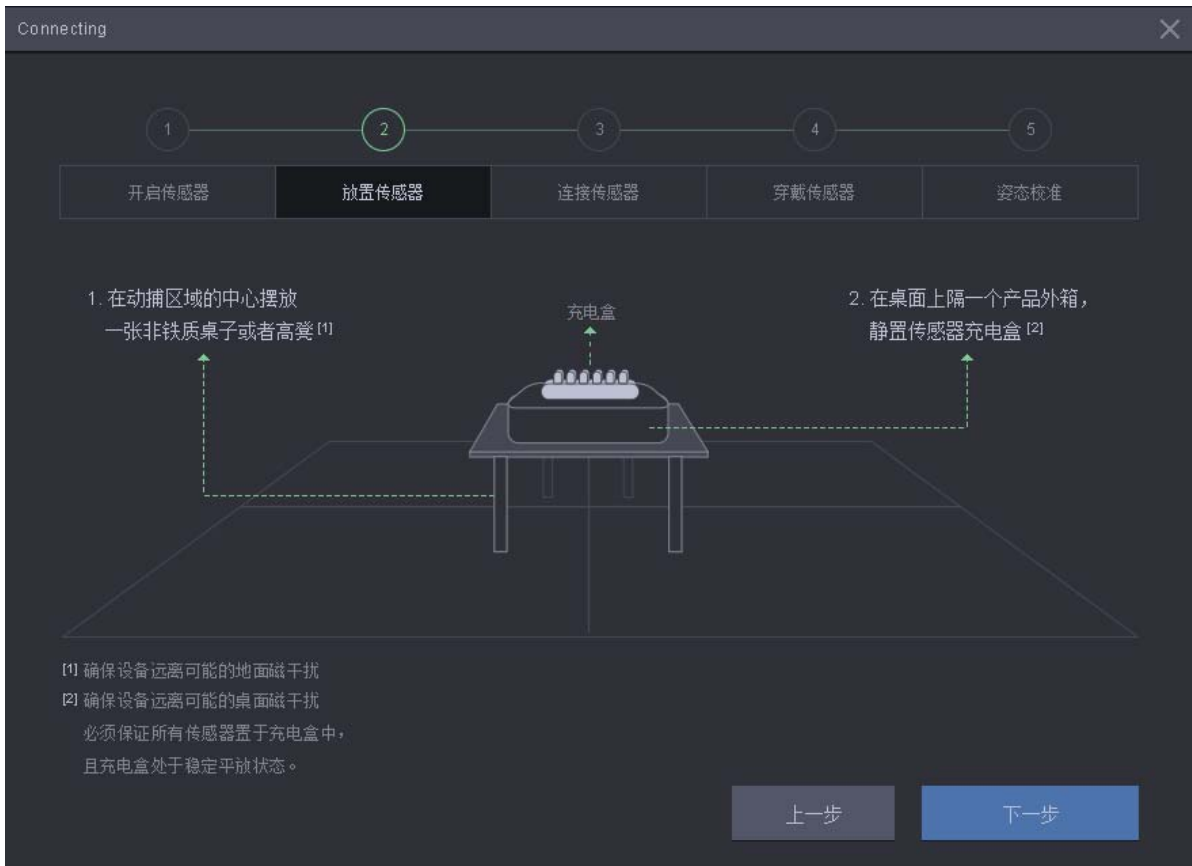 Connecting
1
2
3
4
5
开启传感器
放置传感器
连接传感器
穿戴传感器
姿态校准
1. 在动捕区域的中心摆放
一张非铁质桌子或者高凳 [1]
充电盒
2. 在桌面上隔一个产品外箱，
静置传感器充电盒 [2]
[1] 确保设备远离可能的地面磁干扰
[2] 确保设备远离可能的桌面磁干扰
必须保证所有传感器置于充电盒中，
且充电盒处于稳定平放状态。
上一步
下一步